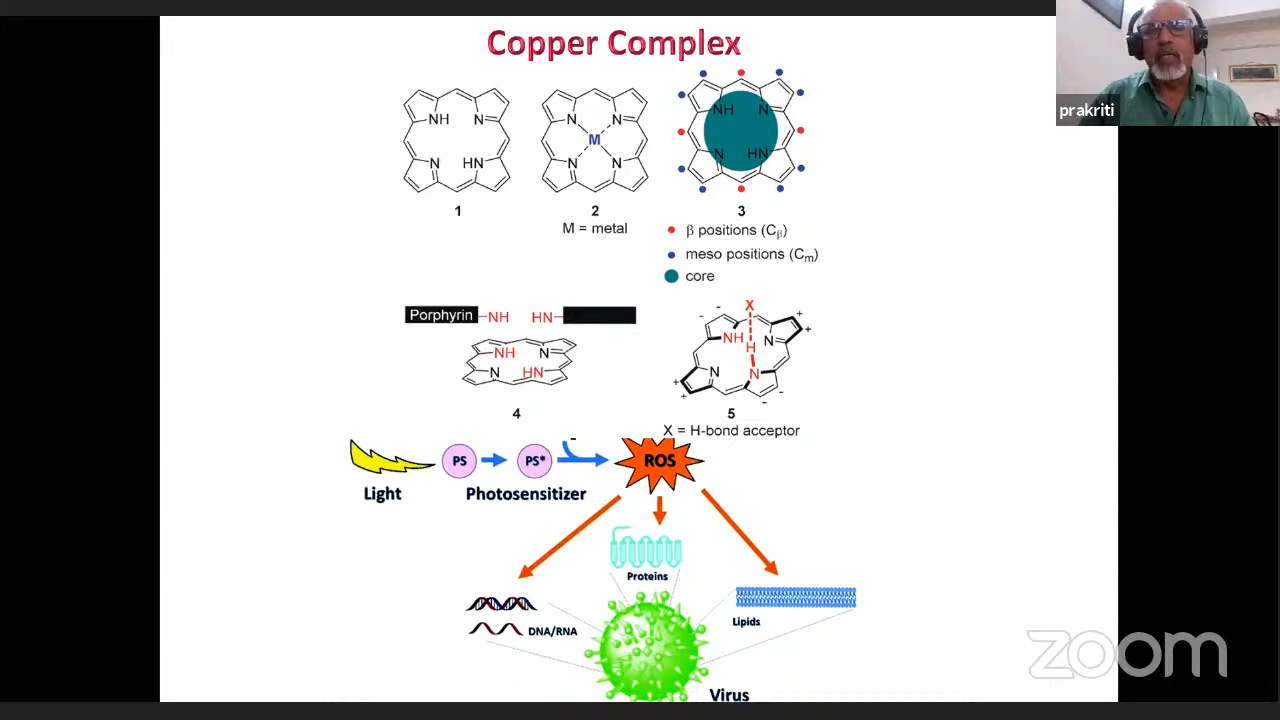 Copper Complex
prakriti
NH N
N HN
1
N N
M
N N
2
M = metal
NH N
N HN
3
β positions (Cβ)
meso positions (Cm)
core
Porphyrin NH HN
NH N
N HN
4
X
NH H N
N N
5
X = H-bond acceptor
PS PS* ROS
Light Photosensitizer
Proteins
DNA/RNA
Lipids
Virus
zoom